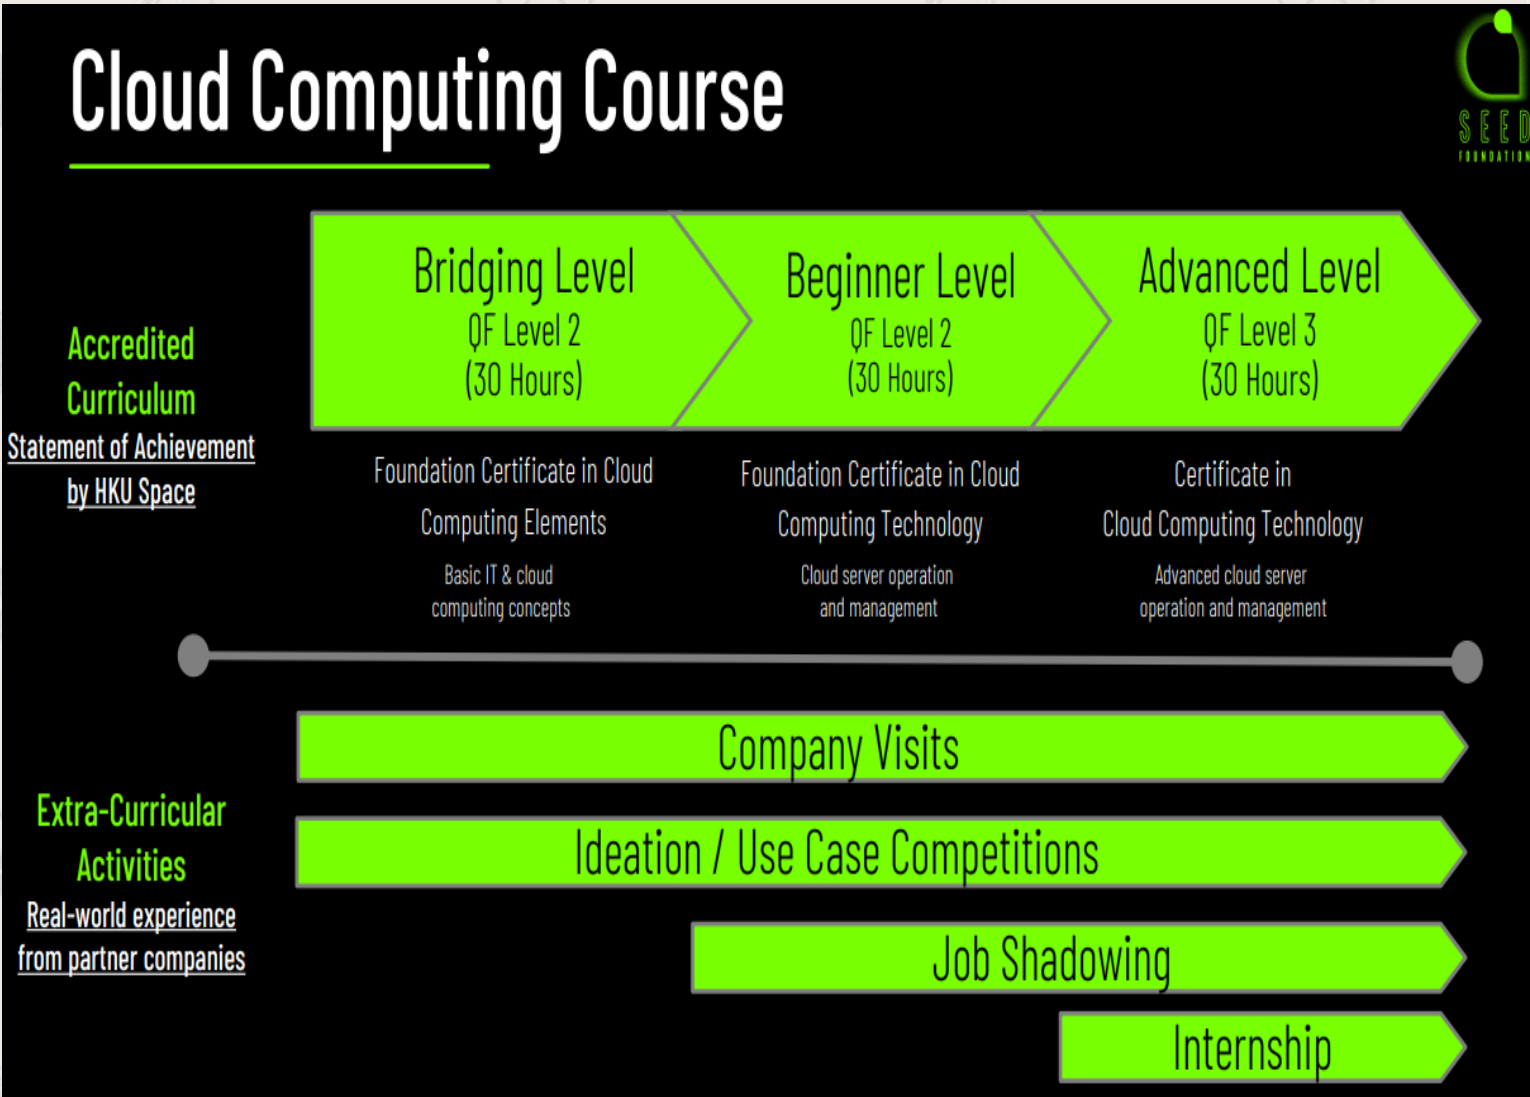 Cloud Computing Course
SEED
FOUNDATION
Bridging Level
QF Level 2
(30 Hours)
Beginner Level
QF Level 2
(30 Hours)
Advanced Level
QF Level 3
(30 Hours)
Accredited
Curriculum
Statement of Achievement
by HKU Space
Foundation Certificate in Cloud
Computing Elements
Basic IT & cloud
computing concepts
Foundation Certificate in Cloud
Computing Technology
Cloud server operation
and management
Certificate in
Cloud Computing Technology
Advanced cloud server
operation and management
Extra-Curricular
Activities
Real-world experience
from partner companies
Company Visits
Ideation / Use Case Competitions
Job Shadowing
Internship